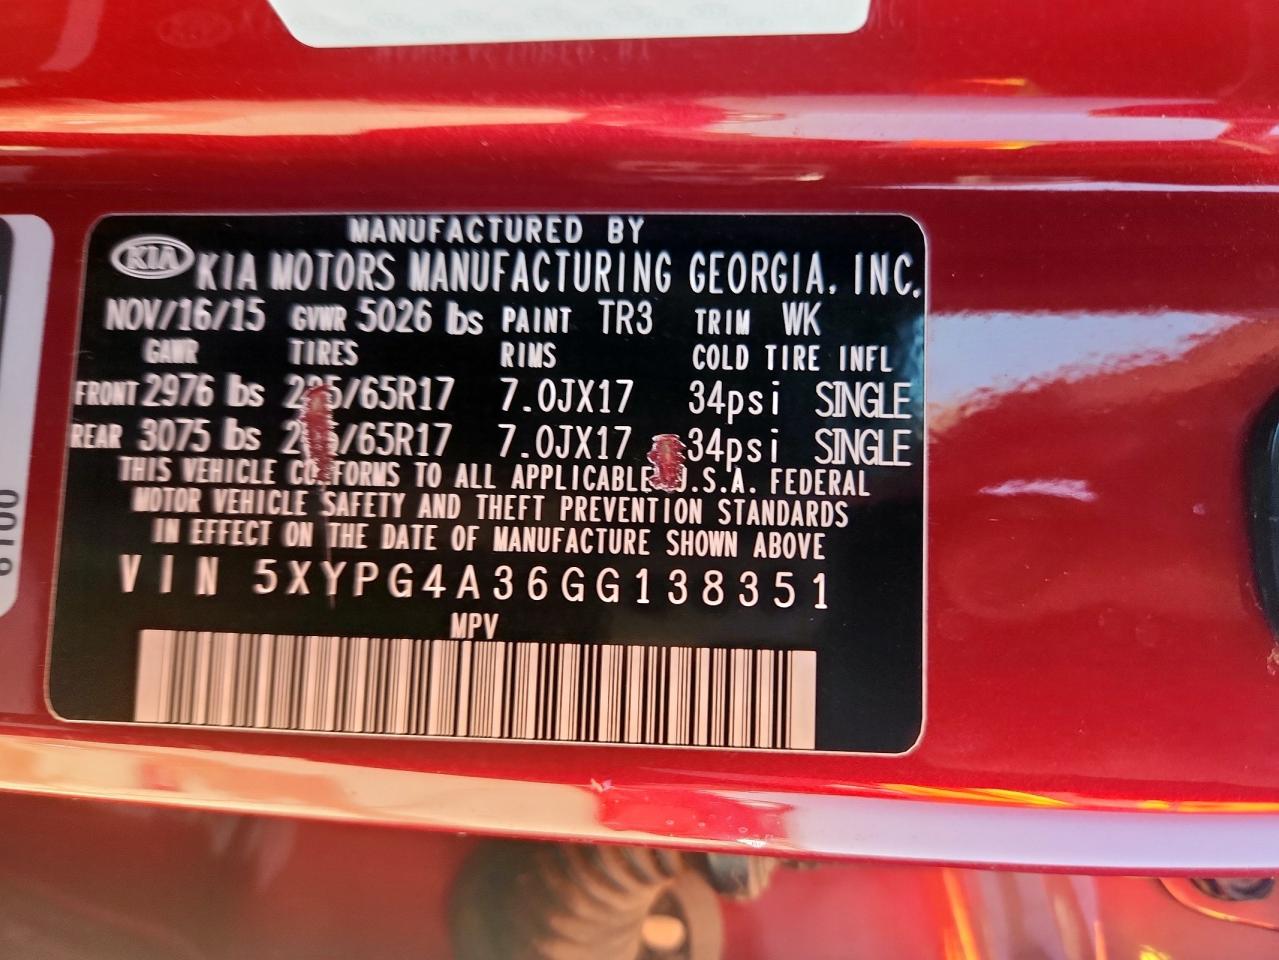 MANUFACTURED BY
KIA KIA MOTORS MANUFACTURING GEORGIA, INC.
NOV/16/15 GVWR 5026 lbs PAINT TR3 TRIM WK
GAWR TIRES RIMS COLD TIRE INFL
FRONT 2976 lbs 7.0JX17 34psi SINGLE
REAR 3075 lbs 7.0JX17 34psi SINGLE
THIS VEHICLE CONFORMS TO ALL APPLICABLE U.S.A. FEDERAL
MOTOR VEHICLE SAFETY AND THEFT PREVENTION STANDARDS
IN EFFECT ON THE DATE OF MANUFACTURE SHOWN ABOVE
VIN 5XYPG4A36GG138351
MPV